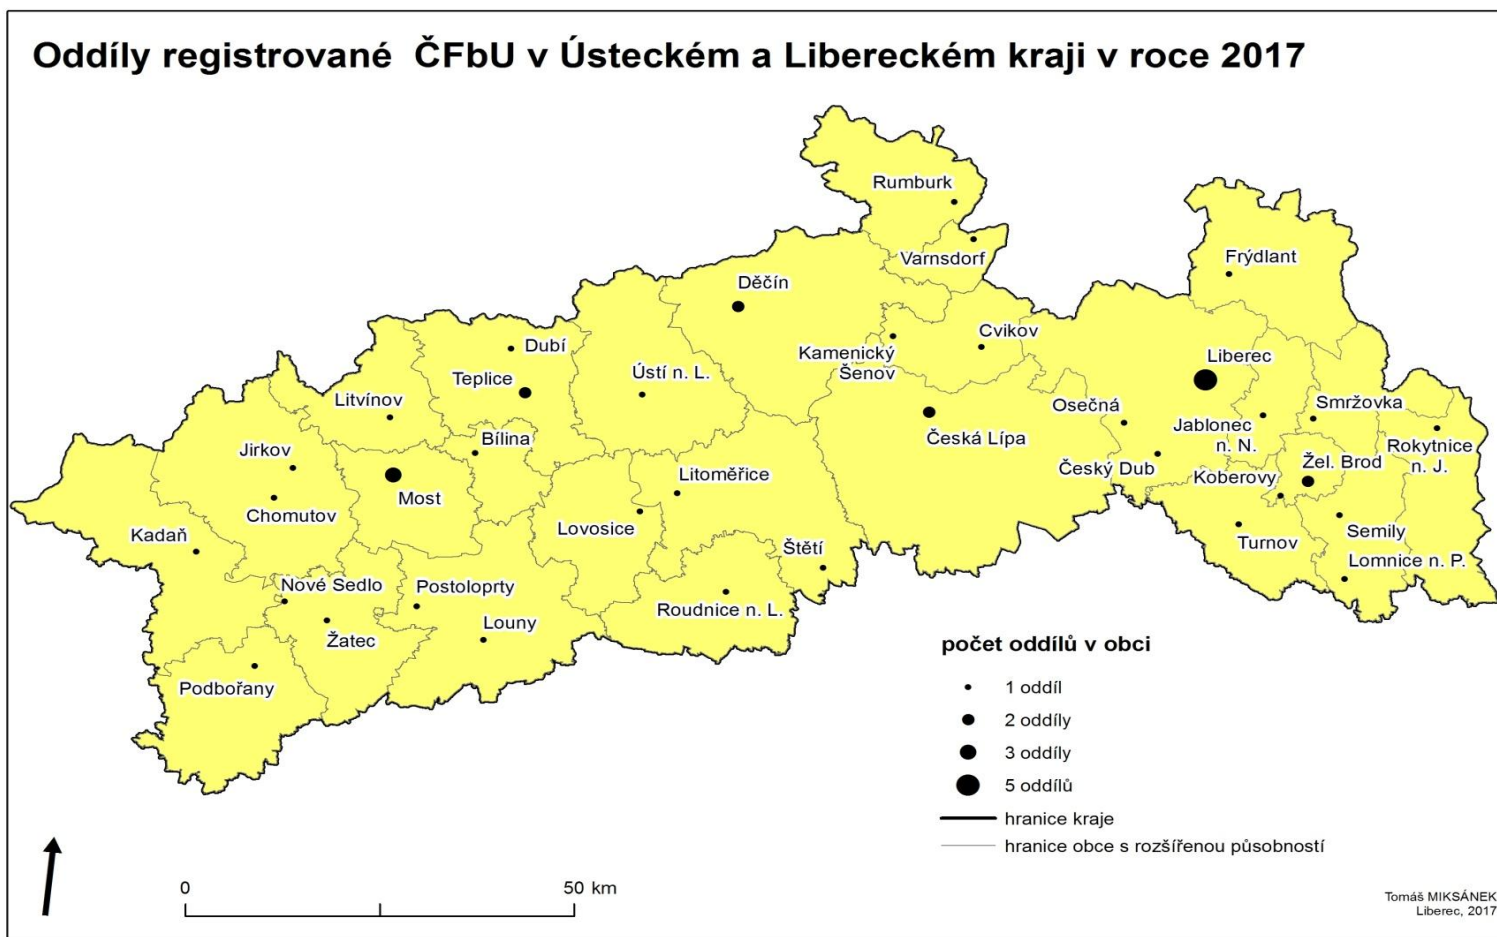 Oddíly registrované ČFbU v Ústeckém a Libereckém kraji v roce 2017
Rumburk
Varnsdorf
Frýdlant
Děčín
Kamenický
Šenov
Cvikov
Liberec
Dubí
Teplice
Ústí n. L.
Litvínov
Bílina
Česká Lípa
Osečná
Jablonec
n. N.
Smržovka
Rokytnice
n. J.
Jirkov
Chomutov
Most
Litoměřice
Český Dub
Koberovy
Žel. Brod
Kadaň
Lovosice
Štětí
Turnov
Semily
Lomnice n. P.
Nové Sedlo
Žatec
Postoloprty
Louny
Roudnice n. L.
Podbořany
počet oddílů v obci
1 oddíl
2 oddíly
3 oddíly
5 oddílů
hranice kraje
hranice obce s rozšířenou působností
0
50 km
Tomáš MIKSÁNEK
Liberec, 2017